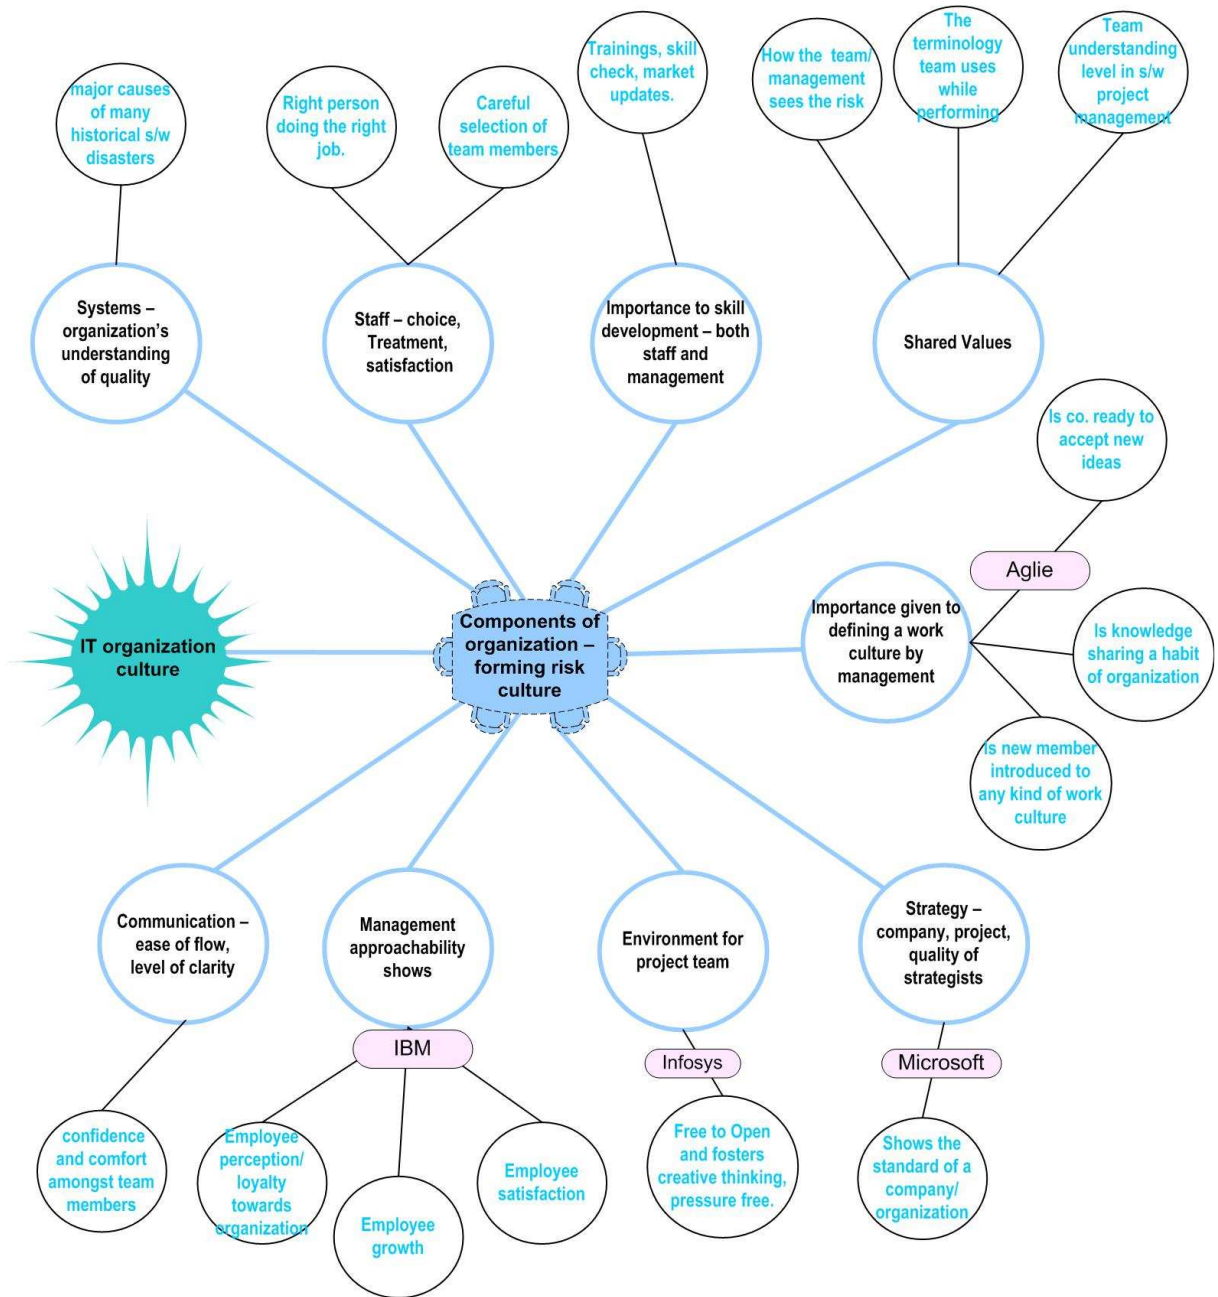 major causes
of many
historical s/w
disasters
Right person
doing the right
job.
Careful
selection of
team members
Trainings, skill
check, market
updates.
How the team/
management
sees the risk
The
terminology
team uses
while
performing
Team
understanding
level in s/w
project
management
Systems –
organization's
understanding
of quality
Staff – choice,
Treatment,
satisfaction
Importance to skill
development – both
staff and
management
Shared Values
Is co. ready to
accept new
ideas
Aglie
IT organization
culture
Components of
organization –
forming risk
culture
Importance given to
defining a work
culture by
management
Is knowledge
sharing a habit
of organization
Is new member
introduced to
any kind of work
culture
Communication –
ease of flow,
level of clarity
Management
approachability
shows
Environment for
project team
Strategy –
company, project,
quality of
strategists
IBM
Infosys
Microsoft
confidence
and comfort
amongst team
members
Employee
perception/
loyalty
towards
organization
Employee
growth
Employee
satisfaction
Free to Open
and fosters
creative thinking,
pressure free.
Shows the
standard of a
company/
organization